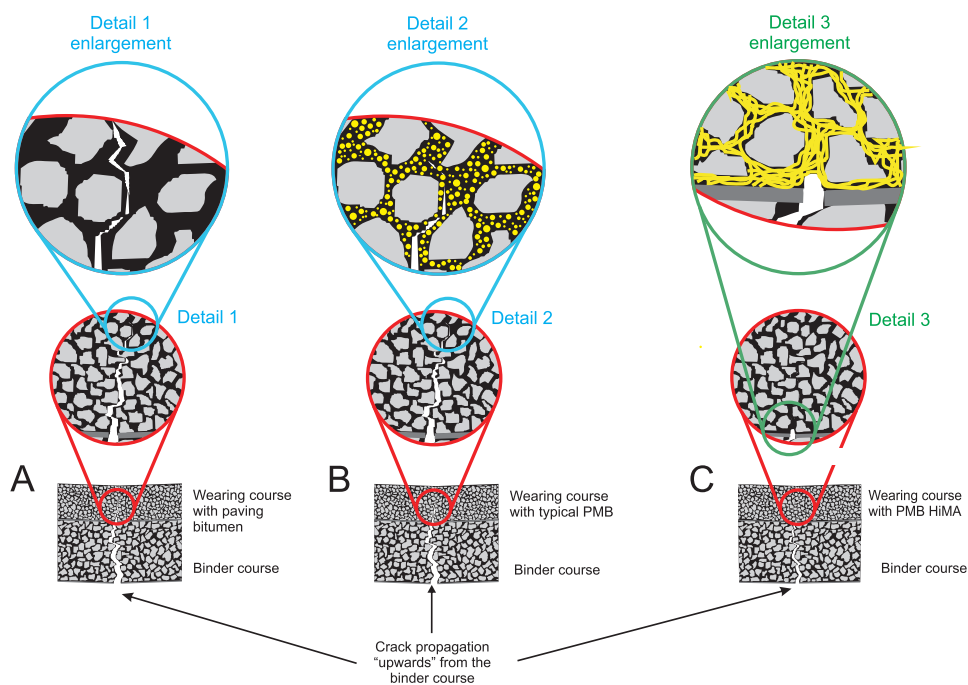 Detail 1
enlargement
Detail 2
enlargement
Detail 3
enlargement
Detail 1
Detail 2
Detail 3
A
Wearing course
with paving
bitumen
Binder course
B
Wearing course
with typical PMB
Binder course
C
Wearing course
with PMB HiMA
Binder course
Crack propagation
“upwards” from the
binder course